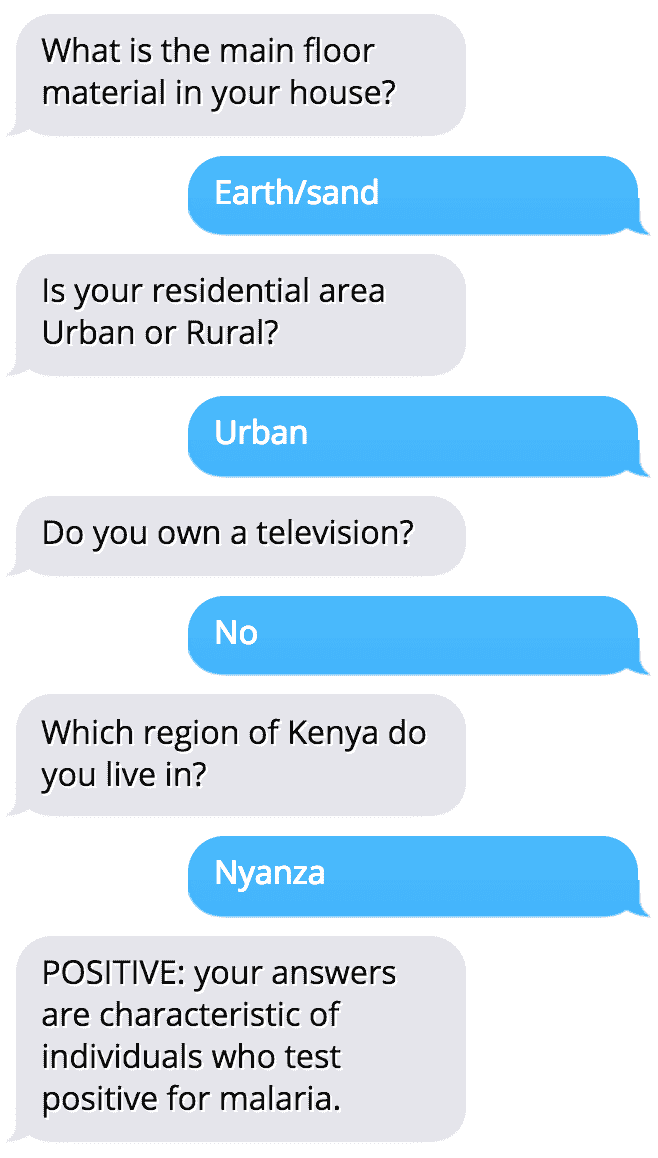 What is the main floor
material in your house?
Earth/sand
Is your residential area
Urban or Rural?
Urban
Do you own a television?
No
Which region of Kenya do
you live in?
Nyanza
POSITIVE: your answers
are characteristic of
individuals who test
positive for malaria.